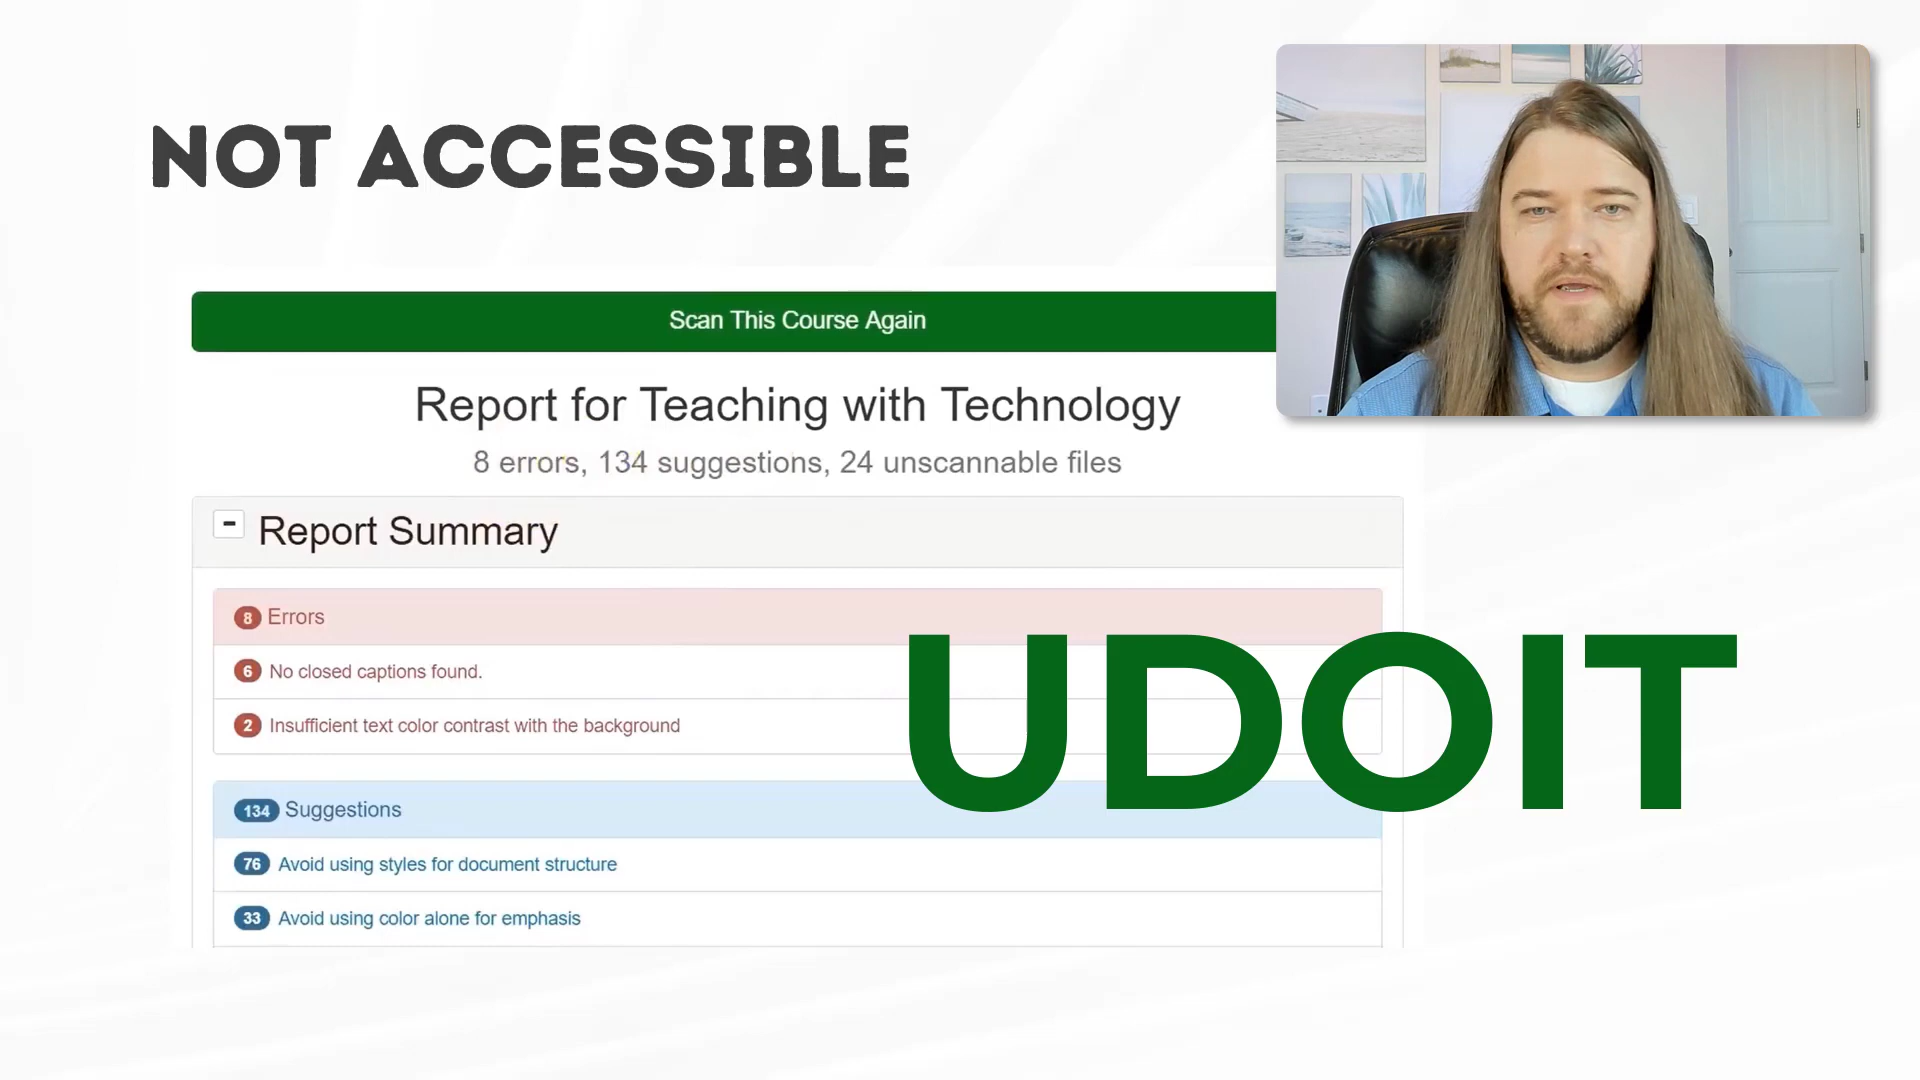 NOT ACCESSIBLE
Scan This Course Again
Report for Teaching with Technology
8 errors, 134 suggestions, 24 unscannable files
- Report Summary
8 Errors
6 No closed captions found.
2 Insufficient text color contrast with the background
UDOIT
134 Suggestions
76 Avoid using styles for document structure
33 Avoid using color alone for emphasis